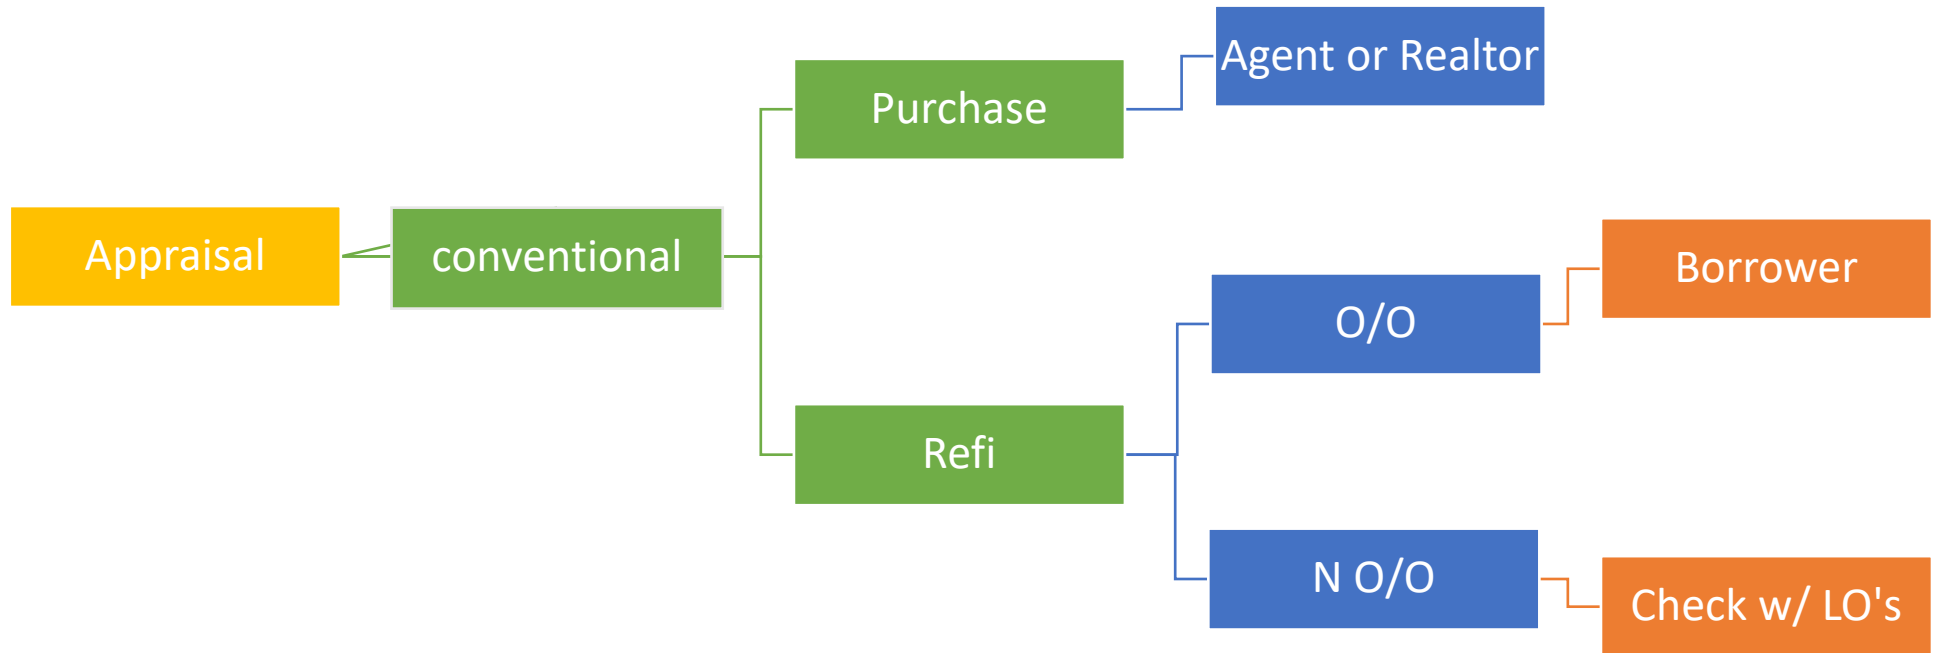 Appraisal
conventional
Purchase
Agent or Realtor
Refi
O/O
Borrower
N O/O
Check w/ LO's